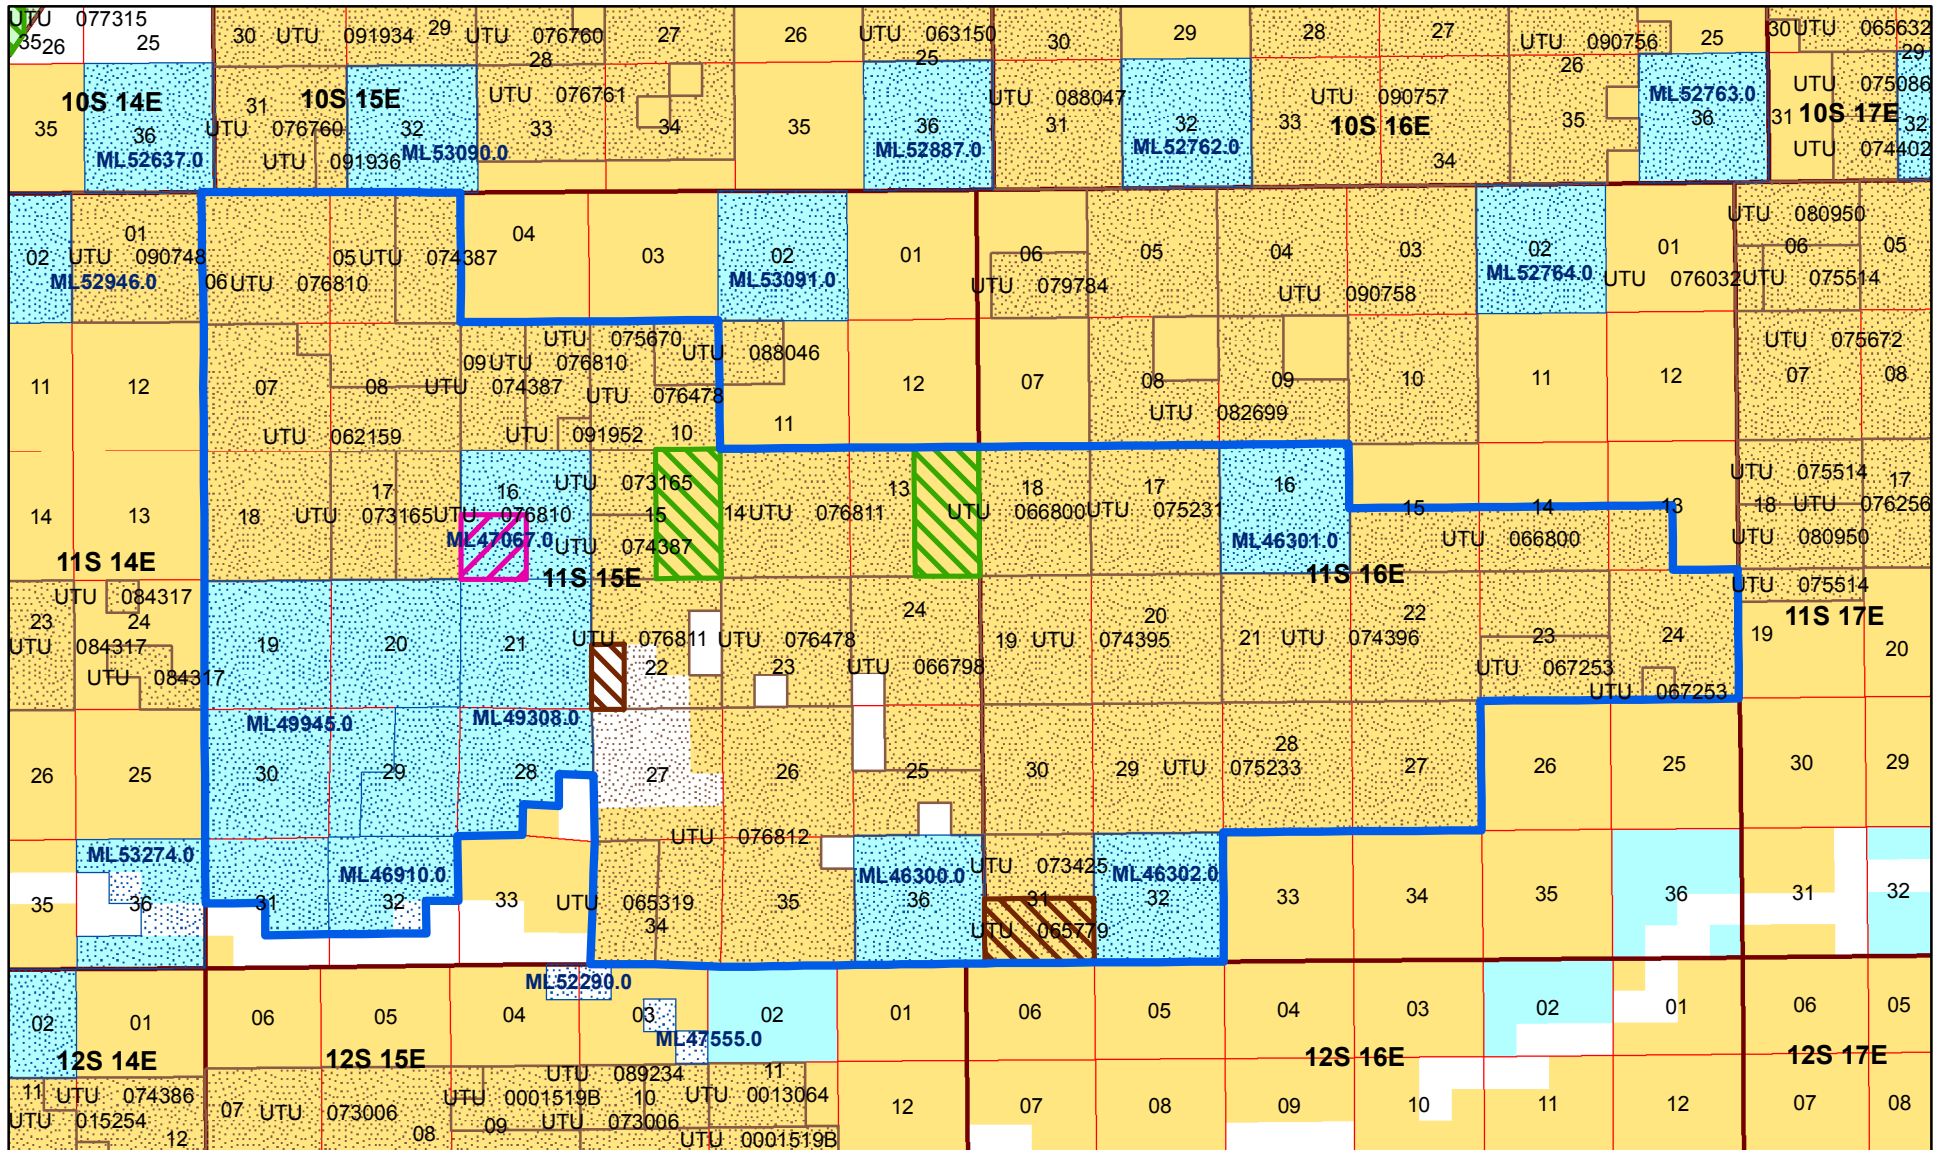 UTU 077315
35 26 25
30 UTU 091934 29 UTU 076760
28
27 26 UTU 063150
25
30 29 28 27 UTU 090756
26
25 30 UTU 065632
29
10S 14E
35 36
ML52637.0
31 10S 15E
UTU 076760
UTU 091936
32
ML53090.0
UTU 076761
33 34 35
36
ML52887.0
UTU 088047
31
32
ML52762.0
UTU 090757
33 10S 16E
34
35
ML52763.0
36
UTU 075086
31 10S 17E
32
UTU 074402
02 01
UTU 090748
ML52946.0
06 UTU 076810
05 UTU 074387
04 03
02
ML53091.0
01
06
UTU 079784
05 04 03
UTU 090758
02
ML52764.0
01
UTU 076032
UTU 080950
06 05
UTU 075514
11 12
07 08
UTU 062159
UTU 075670
09 UTU 076810
UTU 074387
UTU 076478
UTU 091952
10
UTU 088046
11
12 07
08 09 10
UTU 082699
11 12
UTU 075672
07 08
14 13
11S 14E
18 17
UTU 073165
16
UTU 076810
ML47067.0
UTU 073165
15
UTU 074387
11S 15E
14 UTU 076811
13
18
UTU 066800
17
UTU 075231
16
ML46301.0
11S 16E
15 14 13
UTU 066800
UTU 075514
17
18 UTU 076256
UTU 080950
UTU 075514
11S 17E
UTU 084317
23 24
UTU 084317
UTU 084317
19 20 21
UTU 076811
22
UTU 076478
23
24
UTU 066798
19 UTU 074395
20
21 UTU 074396
22
23
UTU 067253
24
UTU 067253
19 20
26 25
ML49945.0
30 29
ML49308.0
28
27 26 25
30 29 UTU 075233
28
27 26 25 30 29
ML53274.0
35 36
31
ML46910.0
32
33
UTU 076812
UTU 065319
34
35
ML46300.0
36
UTU 073425
31
UTU 065779
ML46302.0
32
33 34 35 36 31 32
02 01
12S 14E
06 05
12S 15E
04
ML52290.0
03
ML47555.0
02 01 06 05 04 03
12S 16E
02 01 06 05
12S 17E
11 UTU 074386
UTU 015254
12
07 UTU 073006
08
UTU 089234
UTU 0001519B
09 UTU 073006
10
11
UTU 0013064
UTU 0001519B
12 07 08 09 10 11 12 07 08